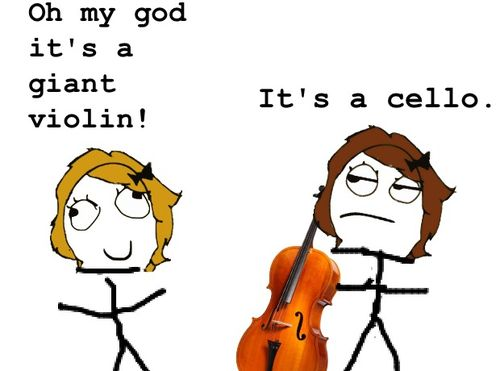 Oh my god
it's a
giant
violin!
It's a cello.